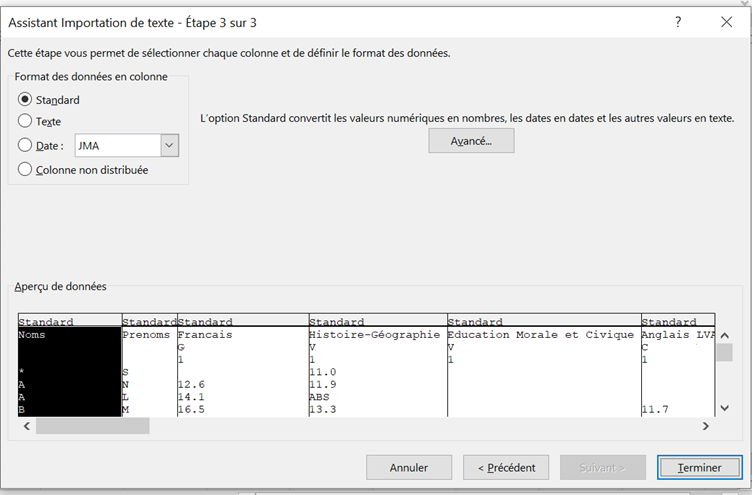 Assistant Importation de texte - Étape 3 sur 3
?
Cette étape vous permet de sélectionner chaque colonne et de définir le format des données.
Format des données en colonne
Standard
Texte
Date : JMA
Colonne non distribuée
L'option Standard convertit les valeurs numériques en nombres, les dates en dates et les autres valeurs en texte.
Avancé...
Aperçu de données
Standard Standard Standard Standard Standard Standard
Noms Prenoms Francais Histoire-Géographie Education Morale et Civique Anglais LVA
G V V C
1 1 1 1
* S 11.0
A N 12.6 11.9
A L 14.1 ABS
B M 16.5 13.3 11.7
Annuler < Précédent Suivant > Terminer